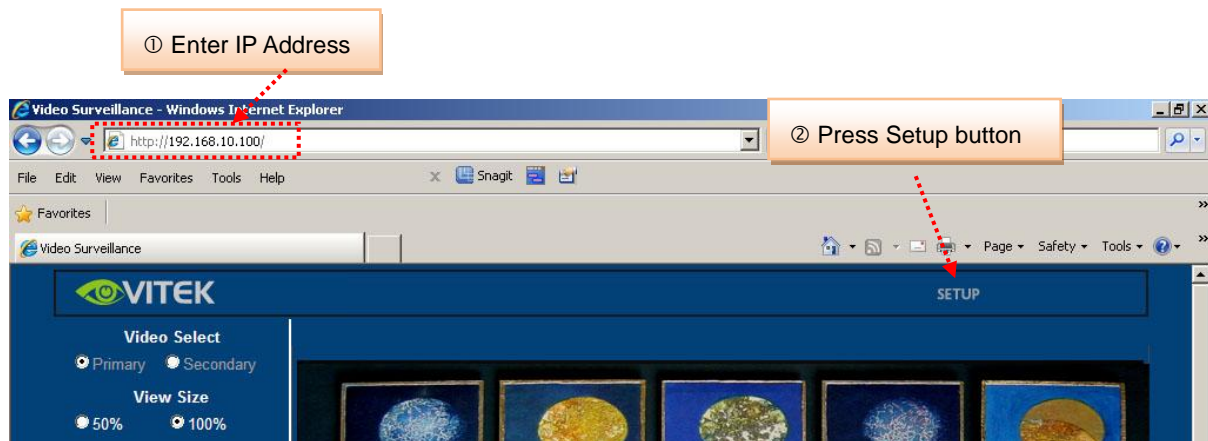 ① Enter IP Address
Video Surveillance - Windows Internet Explorer
http://192.168.10.100/
② Press Setup button
File Edit View Favorites Tools Help
x Snagit
Favorites
»
Video Surveillance
Page Safety Tools »
VITEK
SETUP
Video Select
Primary Secondary
View Size
50% 100%